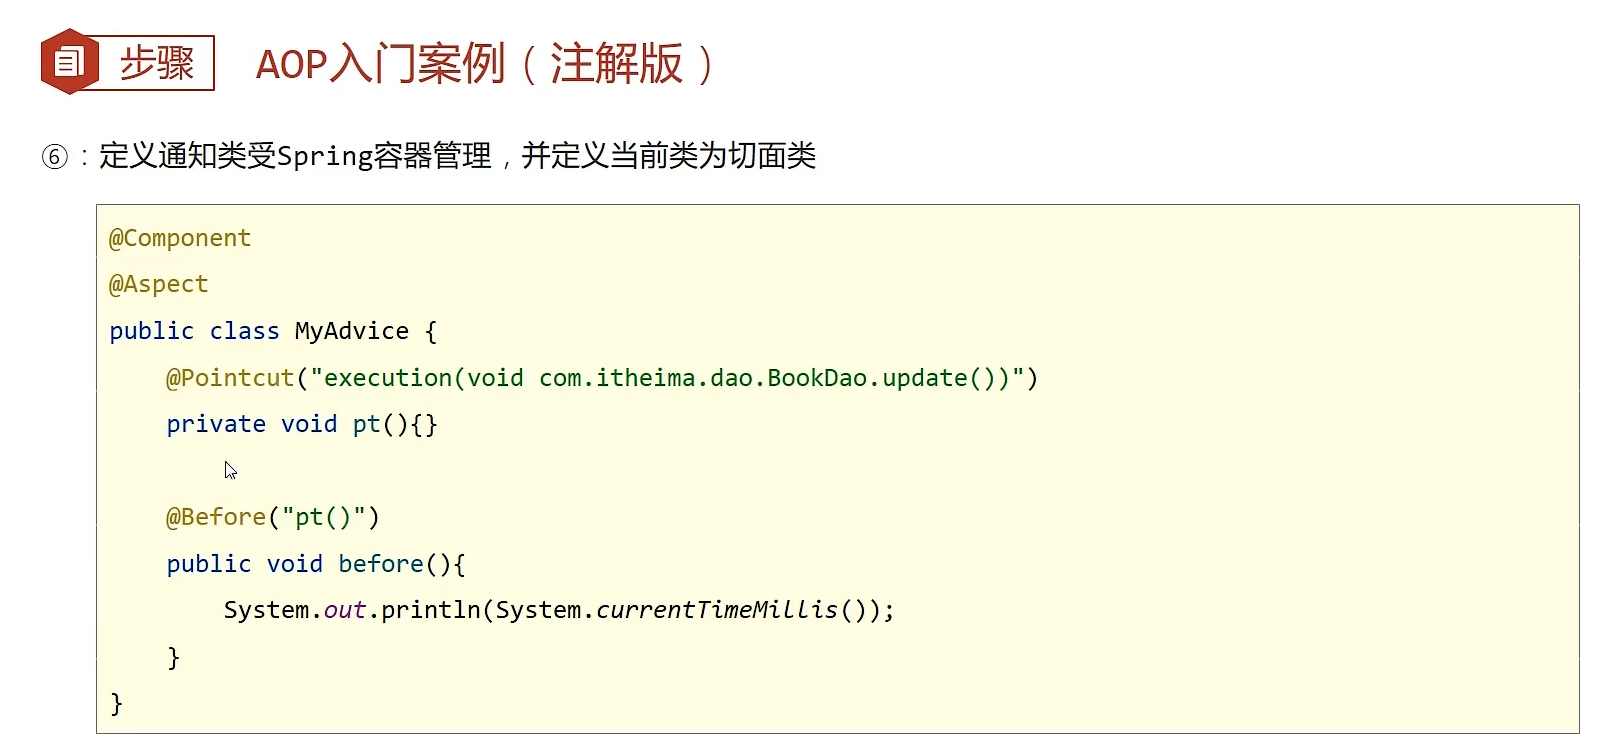 步骤 AOP入门案例（注解版）
⑥：定义通知类受Spring容器管理，并定义当前类为切面类
@Component
@Aspect
public class MyAdvice {
    @Pointcut("execution(void com.itheima.dao.BookDao.update())")
    private void pt(){}
    @Before("pt()")
    public void before(){
        System.out.println(System.currentTimeMillis());
    }
}